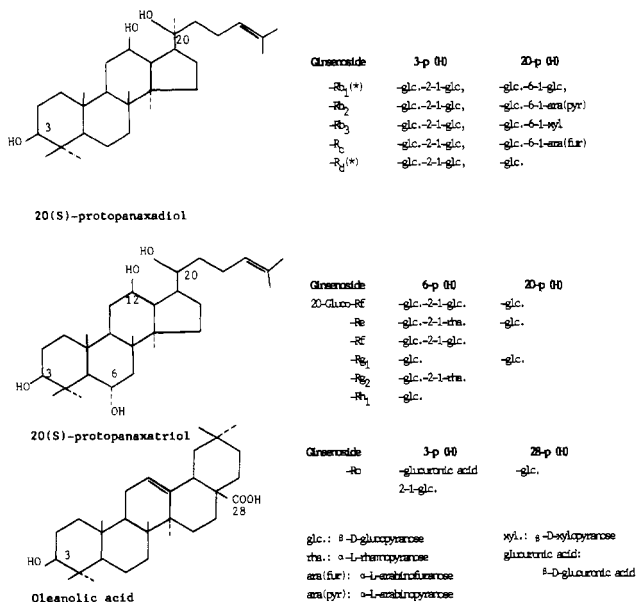 HO
HO
20
3
HO
20(S)-protopanaxadiol
Ginsenoside 3-p (H) 20-p (H)
-Rb1(*) -glc.-2-1-glc, -glc.-6-1-glc,
-Rb2 -glc.-2-1-glc, -glc.-6-1-ara(pyr)
-Rb3 -glc.-2-1-glc, -glc.-6-1-xyl
-Rc -glc.-2-1-glc, -glc.-6-1-ara(fur)
-Rd(*) -glc.-2-1-glc, -glc.
HO
HO
20
12
3
6
HO
OH
20(S)-protopanaxatriol
Ginsenoside 6-p (H) 20-p (H)
20-Gluco-Rf -glc.-2-1-glc. -glc.
-Re -glc.-2-1-rha. -glc.
-Rf -glc.-2-1-glc.
-Rg1 -glc. -glc.
-Rg2 -glc.-2-1-rha.
-Rh1 -glc.
COOH
28
3
HO
Oleanolic acid
Ginsenoside 3-p (H) 28-p (H)
-Ro -glucuronic acid -glc.
2-1-glc.
glc.: β-D-glucopyranose
rha.: α-L-rhamopyranose
ara(fur): α-L-arabinofuranose
ara(pyr): α-L-arabinopyranose
xyl.: β-D-xylopyranose
glucuronic acid:
β-D-glucuronic acid